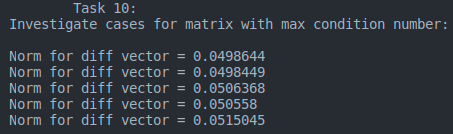 Task 10:
Investigate cases for matrix with max condition number:
Norm for diff vector = 0.0498644
Norm for diff vector = 0.0498449
Norm for diff vector = 0.0506368
Norm for diff vector = 0.050558
Norm for diff vector = 0.0515045